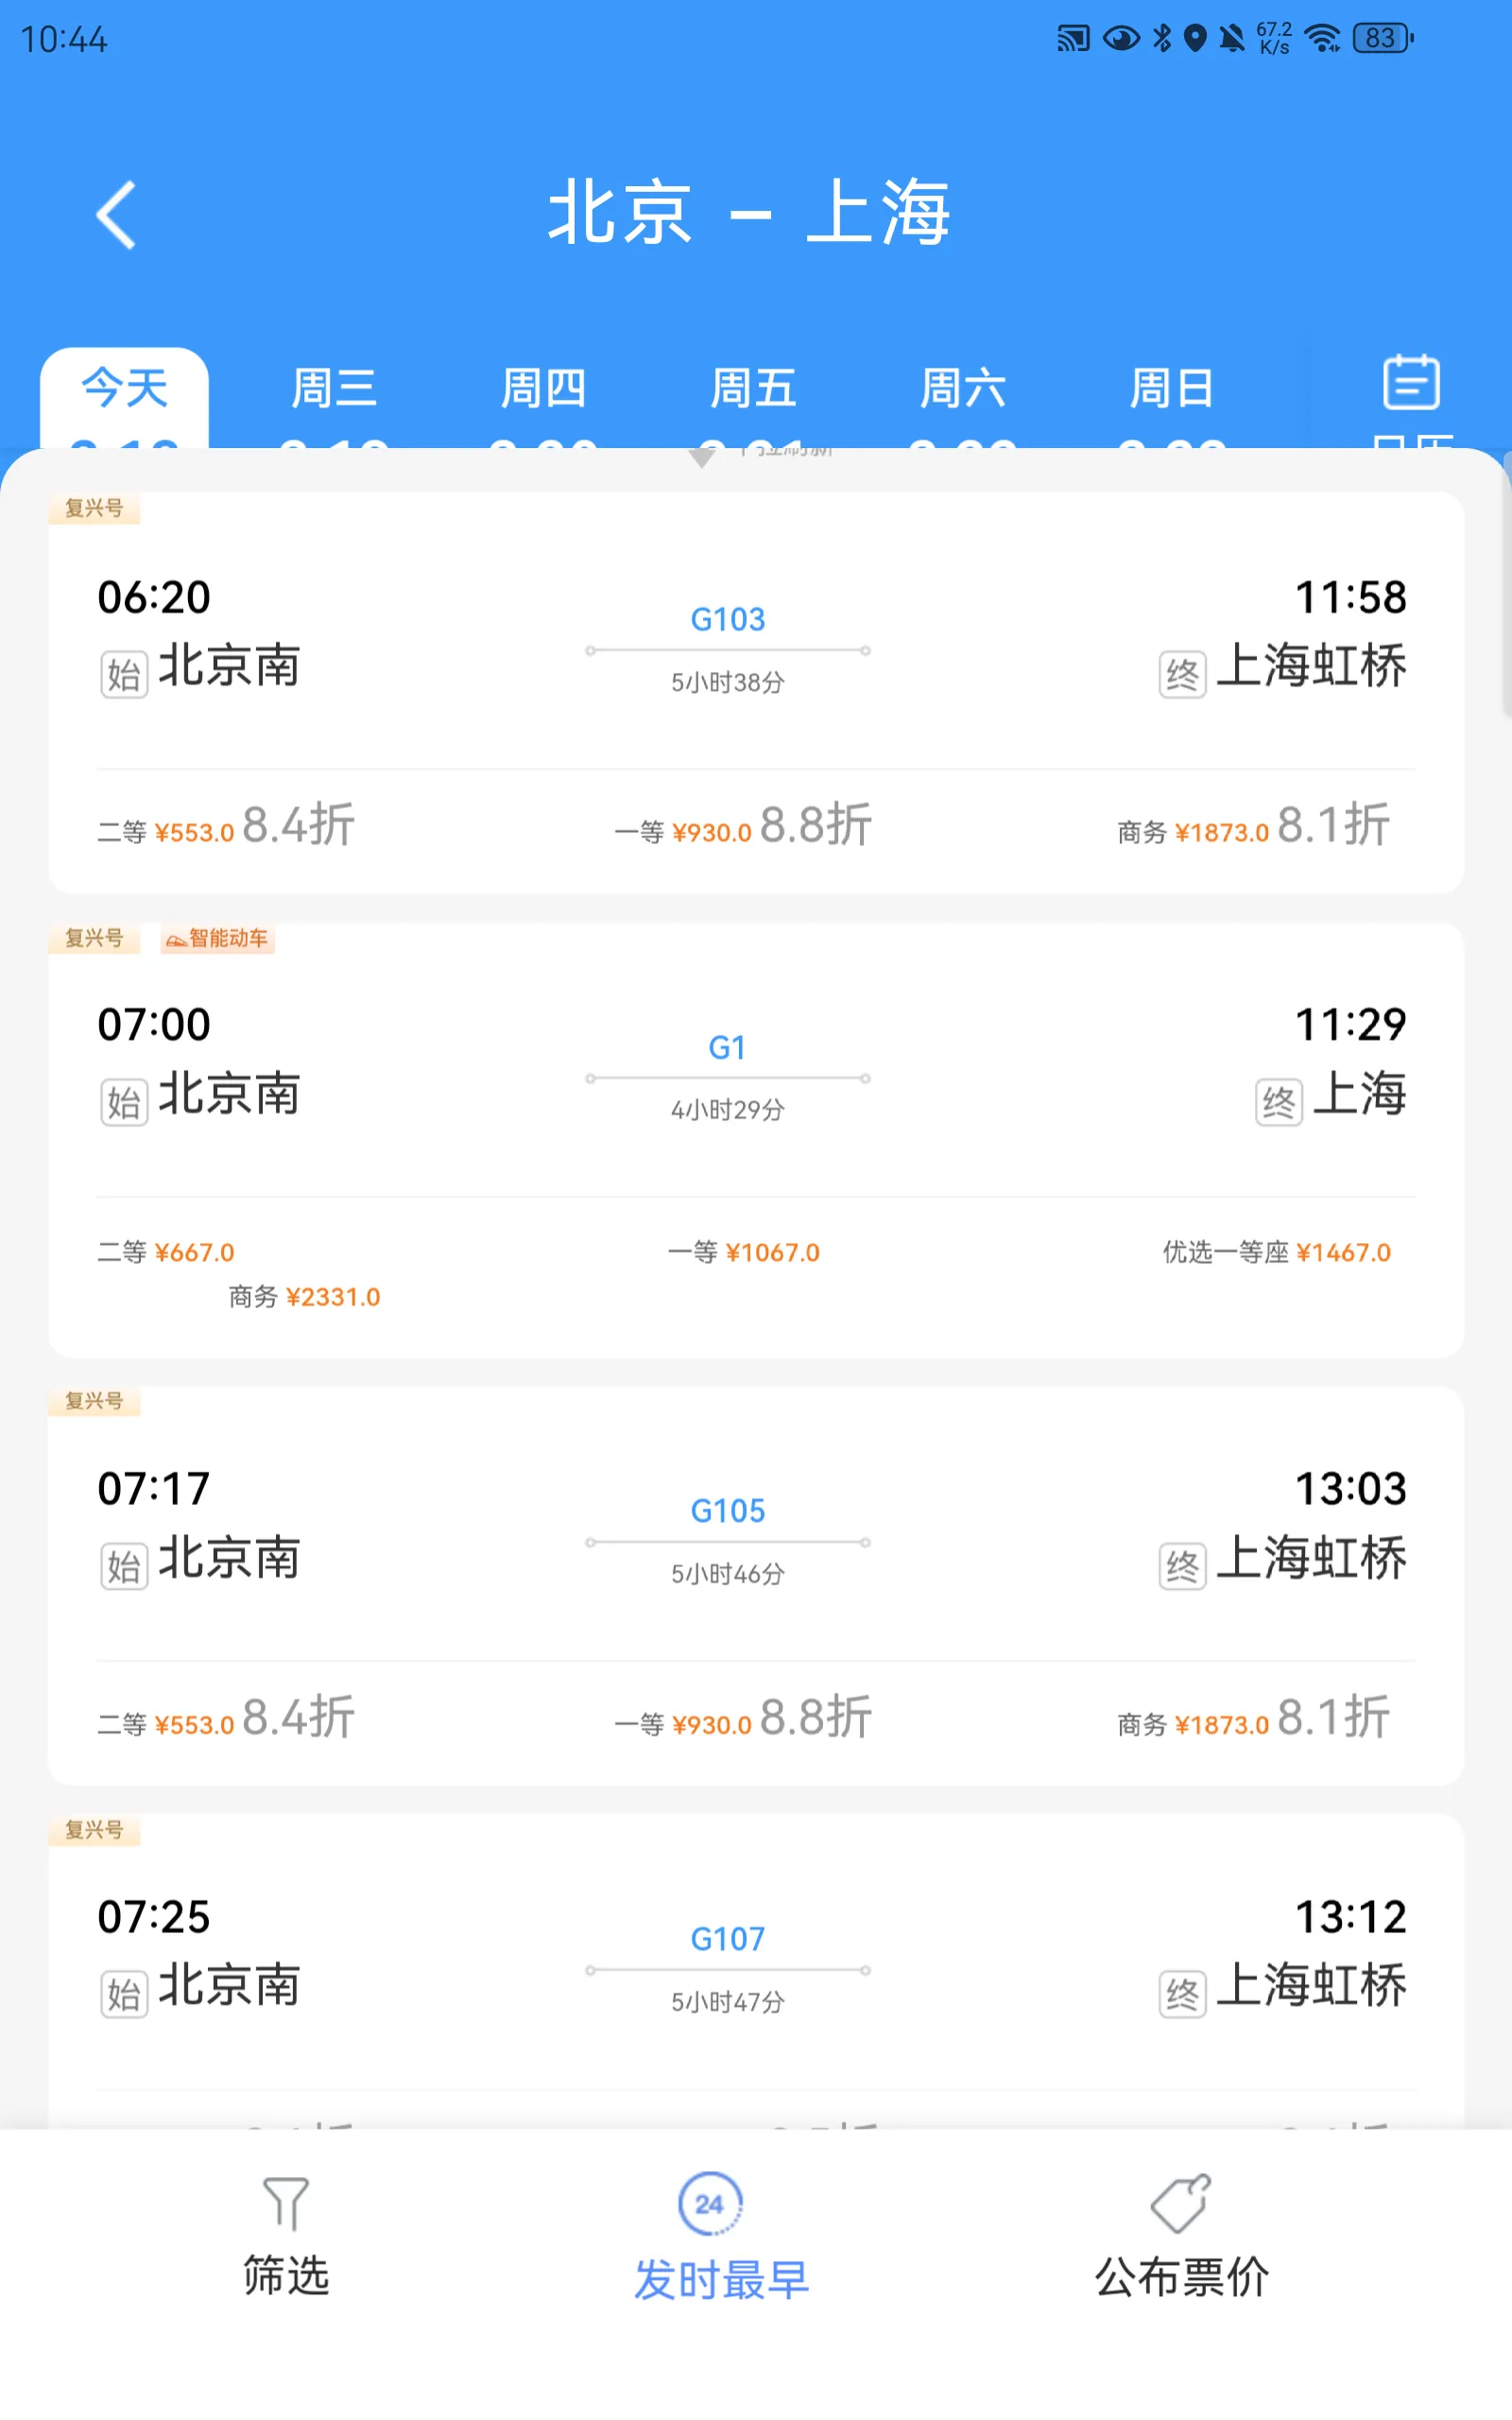 10:44
67.2
K/s
83
北京 – 上海
今天 周三 周四 周五 周六 周日
复兴号
06:20 11:58
G103
始 北京南 终 上海虹桥
5小时38分
二等 ¥553.0 8.4折 一等 ¥930.0 8.8折 商务 ¥1873.0 8.1折
复兴号 智能动车
07:00 11:29
G1
始 北京南 终 上海
4小时29分
二等 ¥667.0 一等 ¥1067.0 优选一等座 ¥1467.0
商务 ¥2331.0
复兴号
07:17 13:03
G105
始 北京南 终 上海虹桥
5小时46分
二等 ¥553.0 8.4折 一等 ¥930.0 8.8折 商务 ¥1873.0 8.1折
复兴号
07:25 13:12
G107
始 北京南 终 上海虹桥
5小时47分
24
筛选 发时最早 公布票价